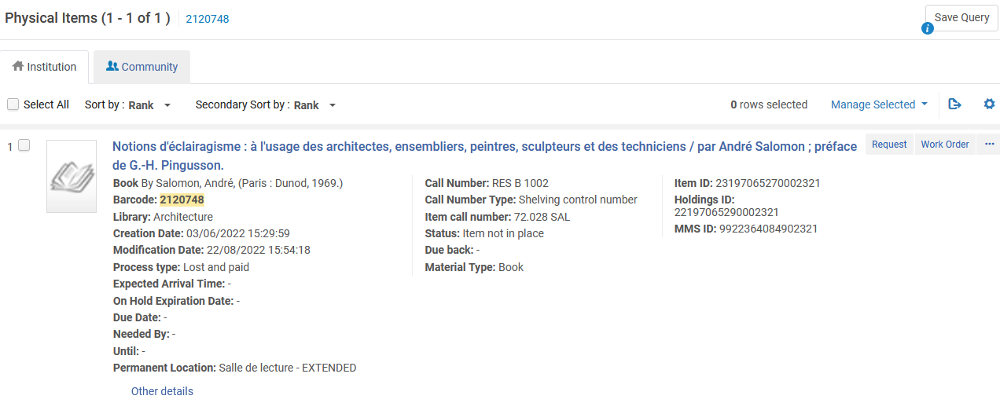 Physical Items (1 - 1 of 1 ) 2120748
Save Query
Institution Community
Select All Sort by : Rank Secondary Sort by : Rank 0 rows selected Manage Selected
1
Notions d'éclairagisme : à l'usage des architectes, ensembliers, peintres, sculpteurs et des techniciens / par André Salomon ; préface
de G.-H. Pingusson.
Request Work Order ...
Book By Salomon, André, (Paris : Dunod, 1969.)
Barcode: 2120748
Library: Architecture
Creation Date: 03/06/2022 15:29:59
Modification Date: 22/08/2022 15:54:18
Process type: Lost and paid
Expected Arrival Time: -
On Hold Expiration Date: -
Due Date: -
Needed By: -
Until: -
Permanent Location: Salle de lecture - EXTENDED
Call Number: RES B 1002
Call Number Type: Shelving control number
Item call number: 72.028 SAL
Status: Item not in place
Due back: -
Material Type: Book
Item ID: 23197065270002321
Holdings ID:
22197065290002321
MMS ID: 9922364084902321
Other details